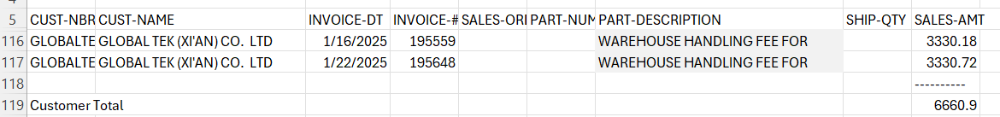 5 CUST-NBR CUST-NAME INVOICE-DT INVOICE-# SALES-ORI PART-NUM PART-DESCRIPTION SHIP-QTY SALES-AMT
116 GLOBALTE GLOBAL TEK (XI'AN) CO. LTD 1/16/2025 195559 WAREHOUSE HANDLING FEE FOR 3330.18
117 GLOBALTE GLOBAL TEK (XI'AN) CO. LTD 1/22/2025 195648 WAREHOUSE HANDLING FEE FOR 3330.72
118 ----------
119 Customer Total 6660.9